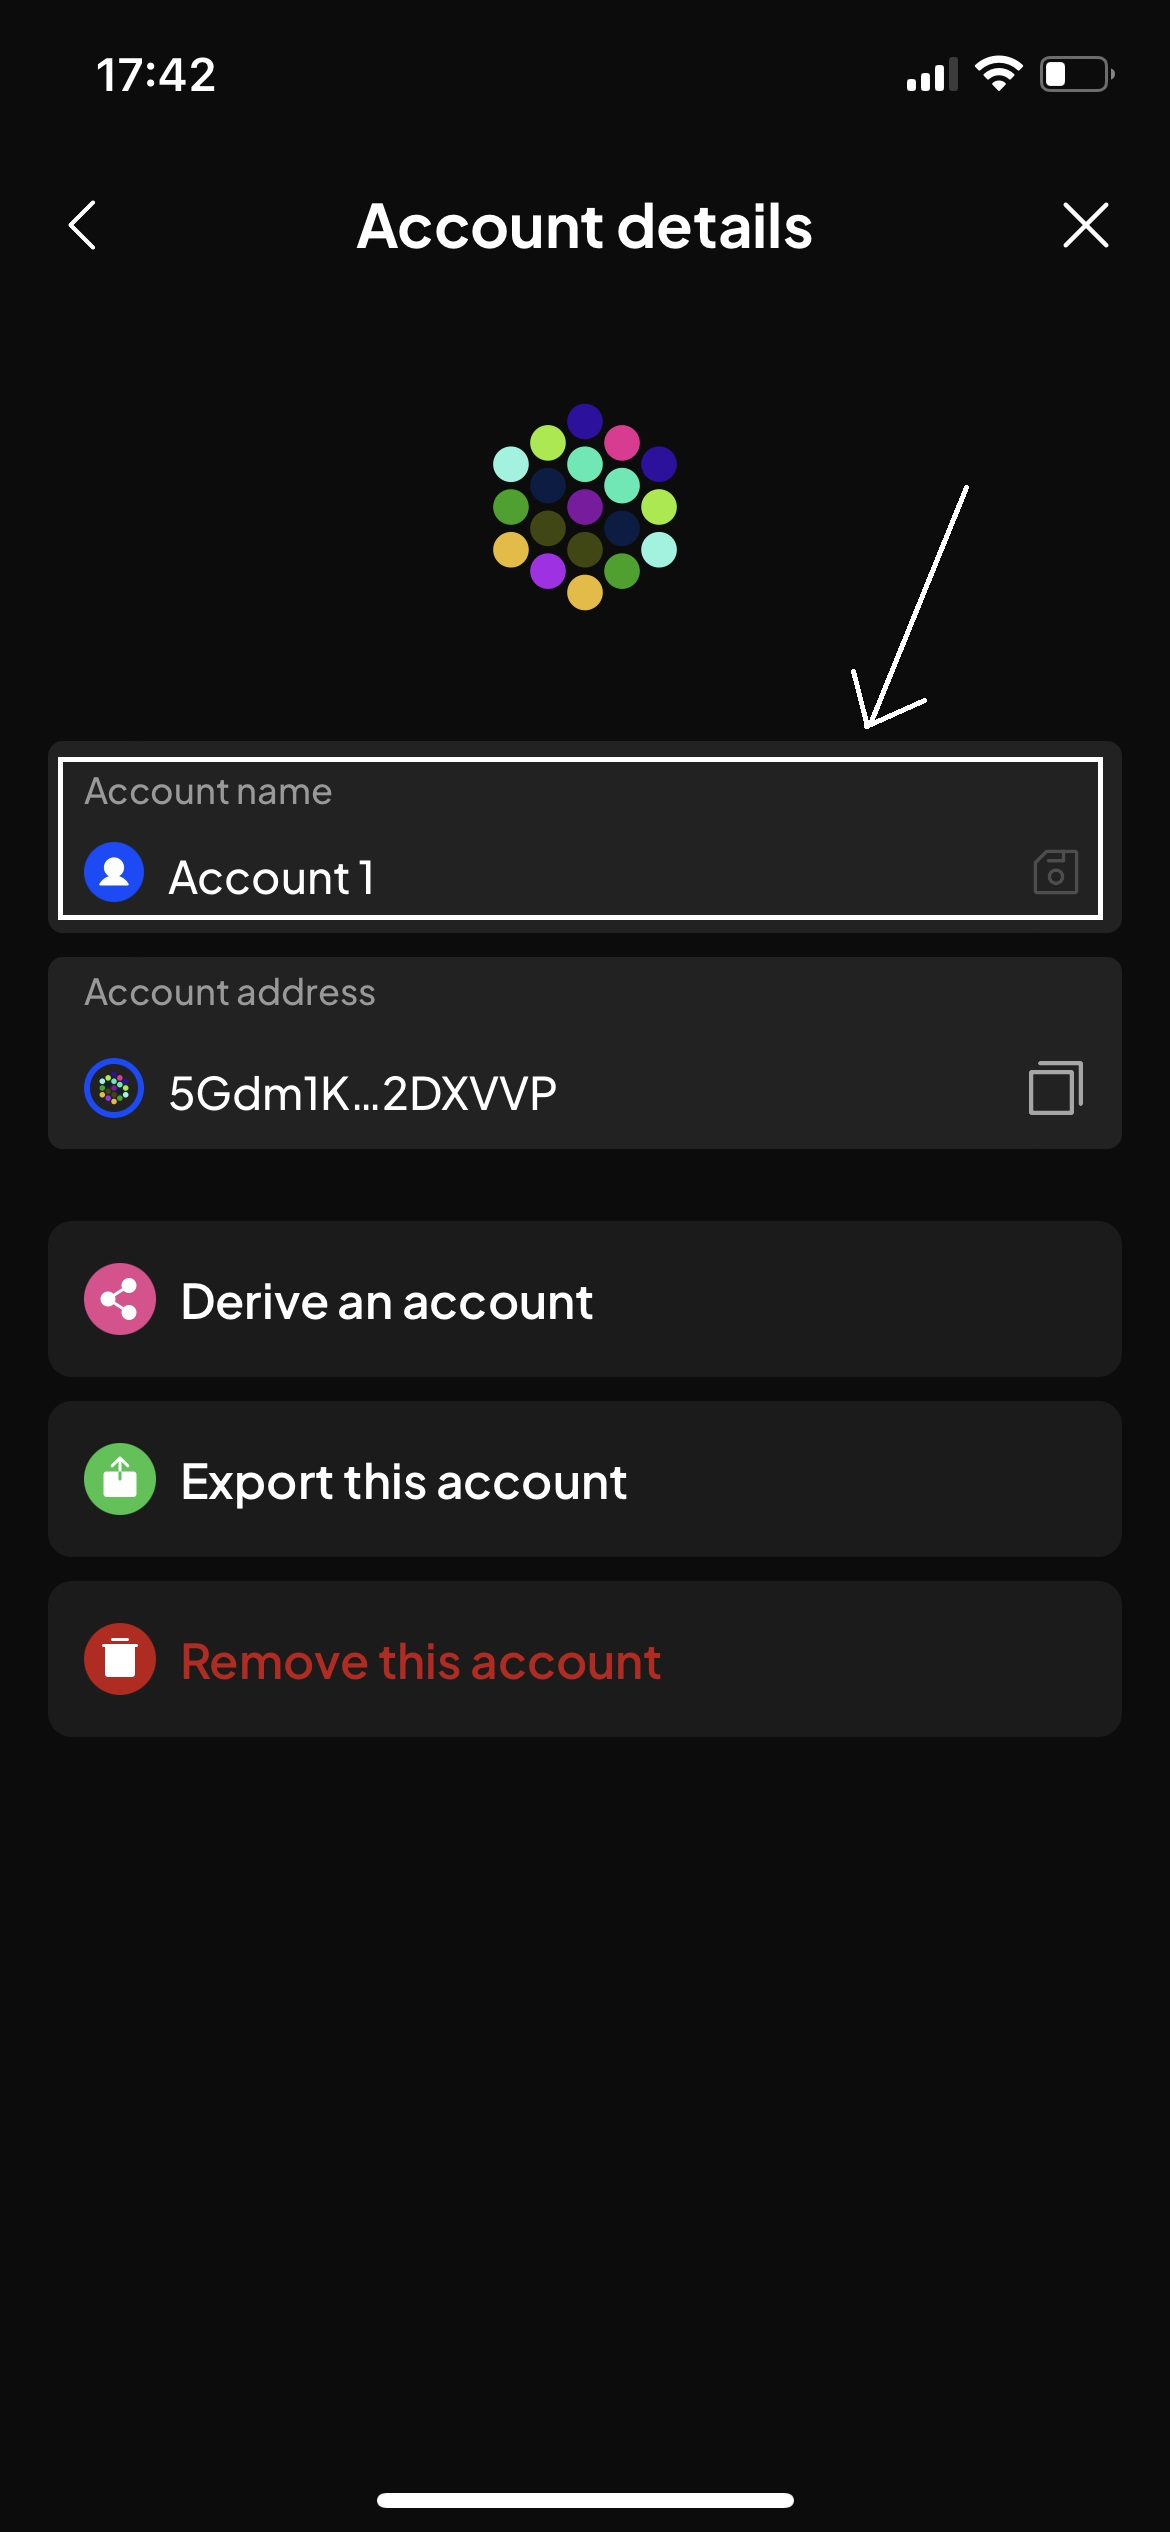 17:42
Account details
Account name
Account 1
Account address
5Gdm1K...2DXVVP
Derive an account
Export this account
Remove this account